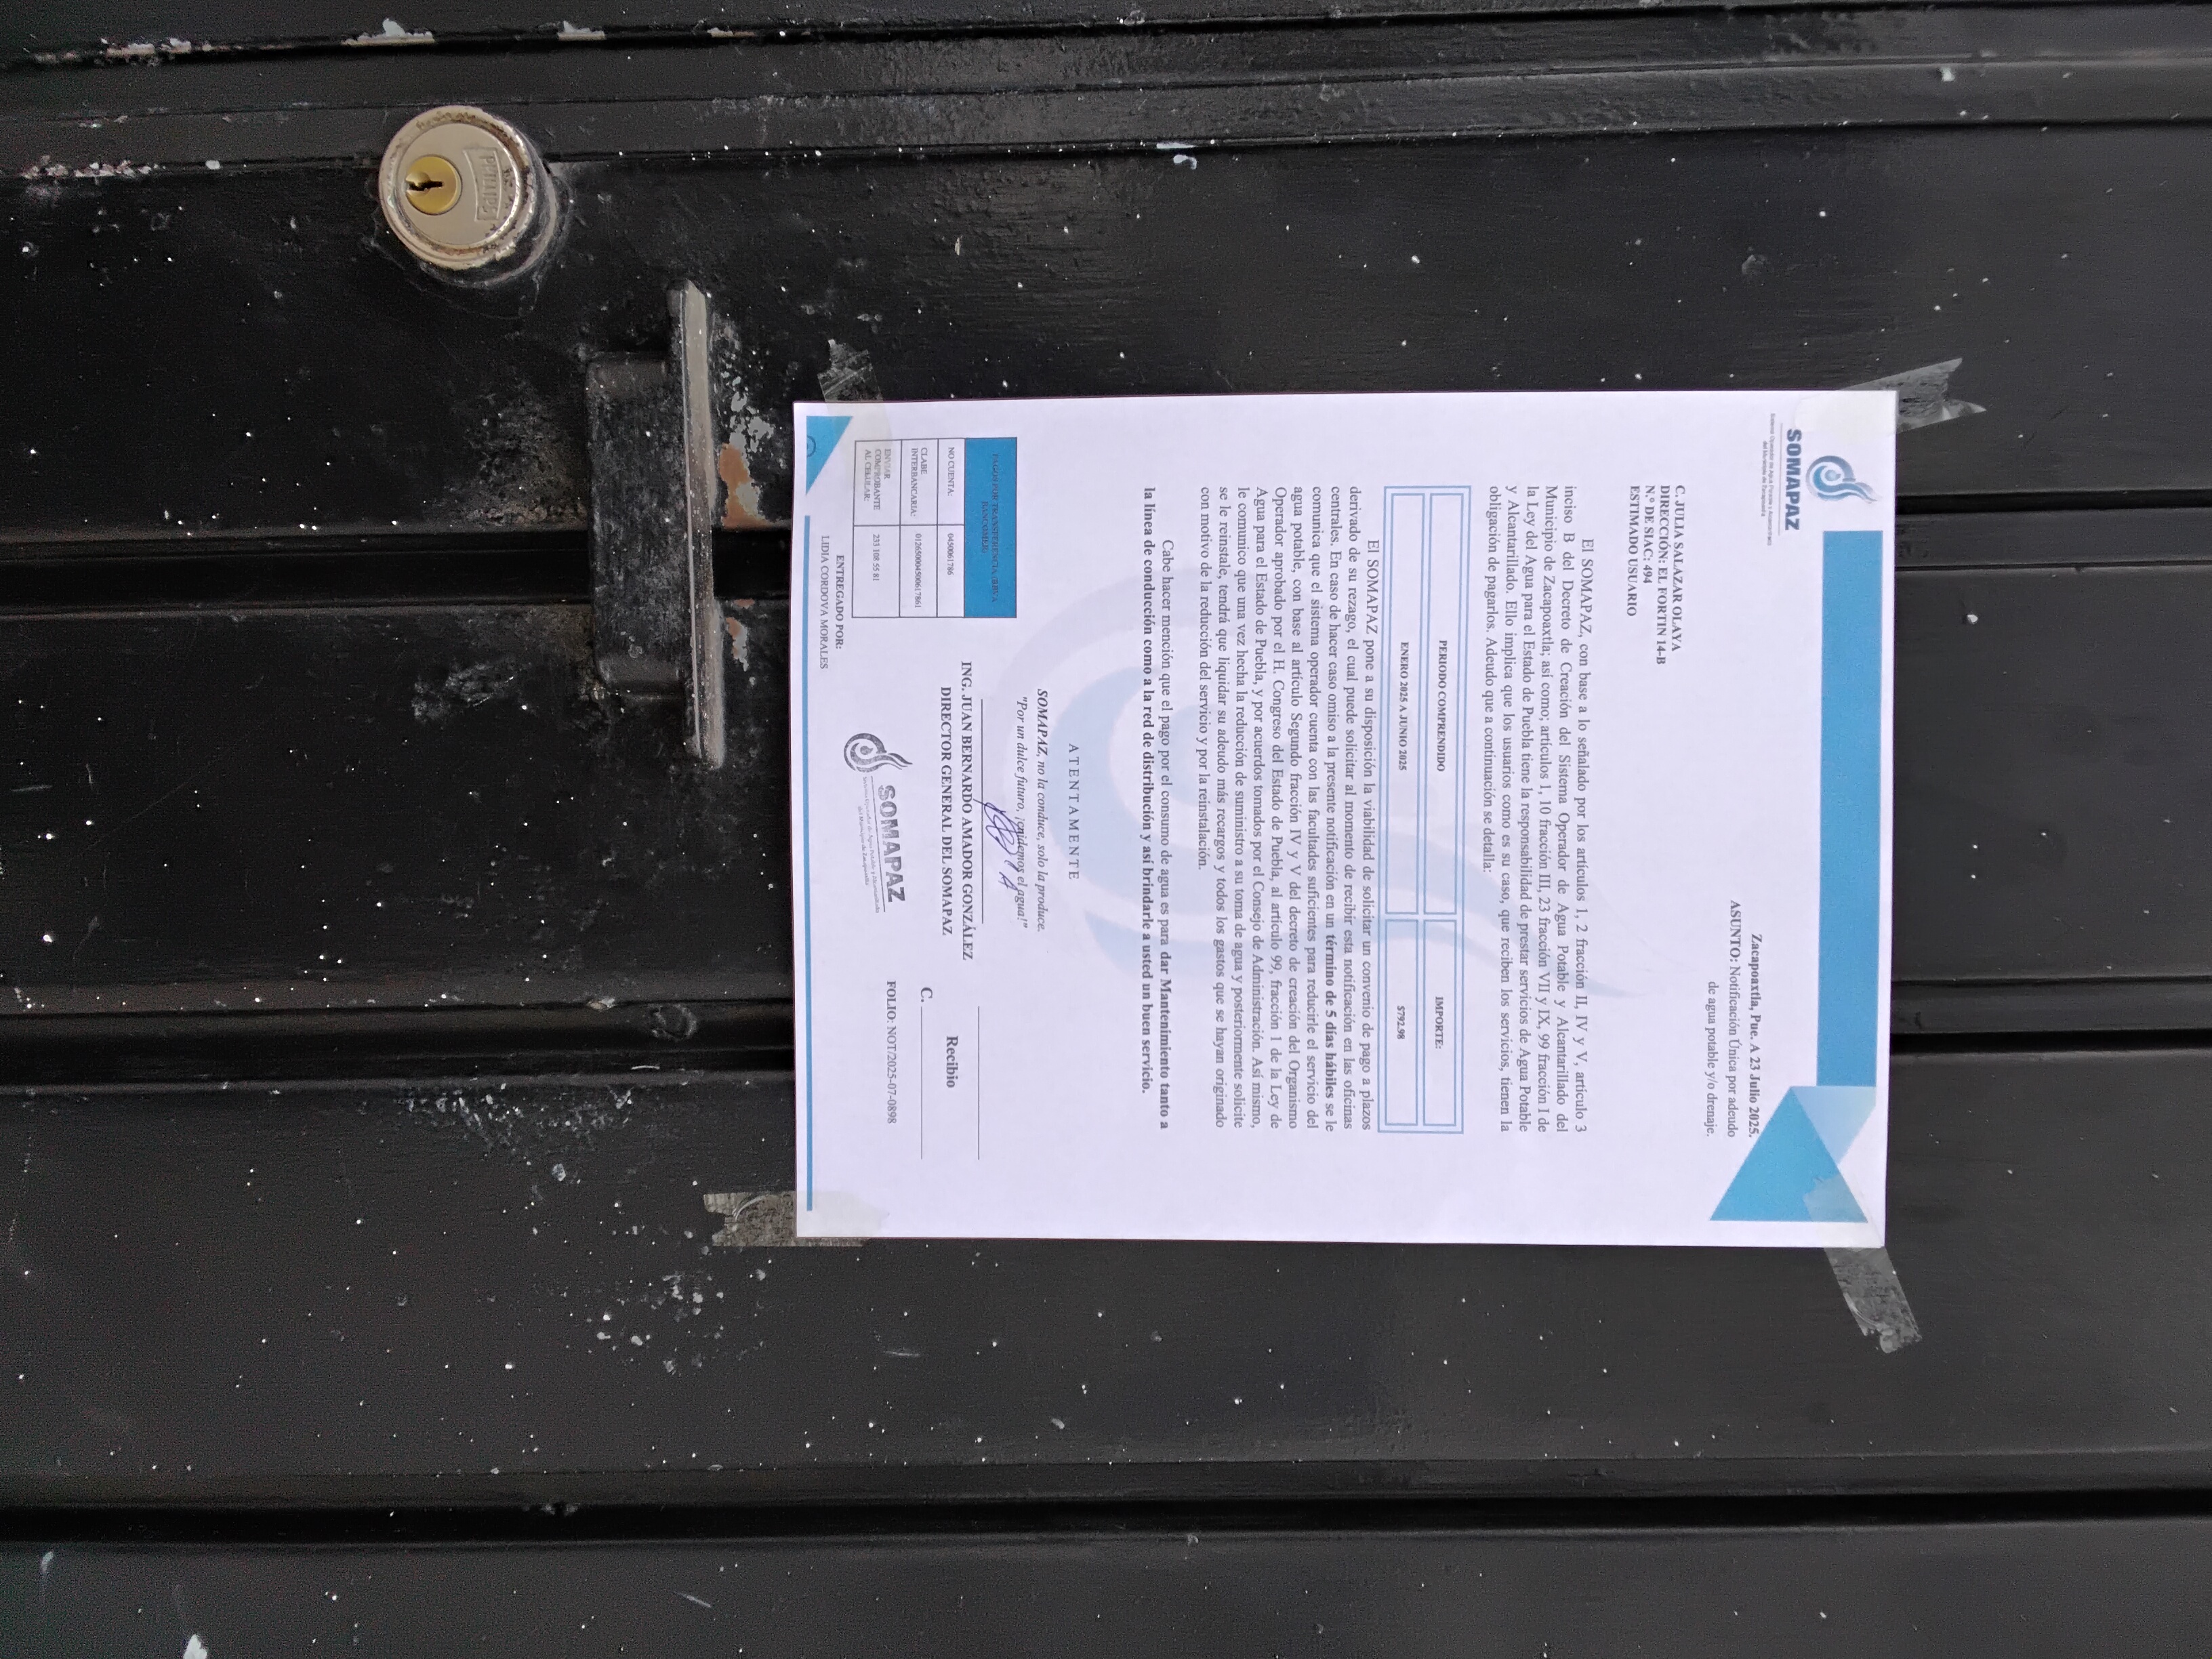 SOMAPAZ
Sistema Operador de Agua Potable y Alcantarillado
del Municipio de Zacapoaxtla
Zacapoaxtla, Pue. A 23 Julio 2025.
ASUNTO: Notificación Única por adeudo
de agua potable y/o drenaje.
C. JULIA SALAZAR OLAYA
DIRECCIÓN: EL FORTIN 14-B
N.º DE SIAC: 494
ESTIMADO USUARIO
El SOMAPAZ, con base a lo señalado por los artículos 1, 2 fracción II, IV y V, artículo 3
inciso B del Decreto de Creación del Sistema Operador de Agua Potable y Alcantarillado del
Municipio de Zacapoaxtla; así como; artículos 1, 10 fracción III, 23 fracción VII y IX, 99 fracción I de
la Ley del Agua para el Estado de Puebla tiene la responsabilidad de prestar servicios de Agua Potable
y Alcantarillado. Ello implica que los usuarios como es su caso, que reciben los servicios, tienen la
obligación de pagarlos. Adeudo que a continuación se detalla:
PERIODO COMPRENDIDO IMPORTE:
ENERO 2025 A JUNIO 2025 $792.98
El SOMAPAZ pone a su disposición la viabilidad de solicitar un convenio de pago a plazos
derivado de su rezago, el cual puede solicitar al momento de recibir esta notificación en las oficinas
centrales. En caso de hacer caso omiso a la presente notificación en un término de 5 días hábiles se le
comunica que el sistema operador cuenta con las facultades suficientes para reducirle el servicio del
agua potable, con base al artículo Segundo fracción IV y V del decreto de creación del Organismo
Operador aprobado por el H. Congreso del Estado de Puebla, al artículo 99, fracción 1 de la Ley de
Agua para el Estado de Puebla, y por acuerdos tomados por el Consejo de Administración. Así mismo,
le comunico que una vez hecha la reducción de suministro a su toma de agua y posteriormente solicite
se le reinstale, tendrá que liquidar su adeudo más recargos y todos los gastos que se hayan originado
con motivo de la reducción del servicio y por la reinstalación.
Cabe hacer mención que el pago por el consumo de agua es para dar Mantenimiento tanto a
la línea de conducción como a la red de distribución y así brindarle a usted un buen servicio.
ATENTAMENTE
SOMAPAZ, no la conduce, solo la produce.
"Por un dulce futuro, ¡cuidemos el agua!"
ING. JUAN BERNARDO AMADOR GONZÁLEZ
DIRECTOR GENERAL DEL SOMAPAZ
Recibio
C.
FOLIO: NOT/2025-07-0898
PAGOS POR TRANSFERENCIA BBVA
BANCOMER
NO CUENTA: 0450061786
CLABE
INTERBANCARIA: 012650004500617861
ENVIAR
COMPROBANTE
AL CELULAR: 233 108 55 81
SOMAPAZ
Sistema Operador de Agua Potable y Alcantarillado
del Municipio de Zacapoaxtla
ENTREGADO POR:
LIDIA CORDOVA MORALES
PHILLIPS